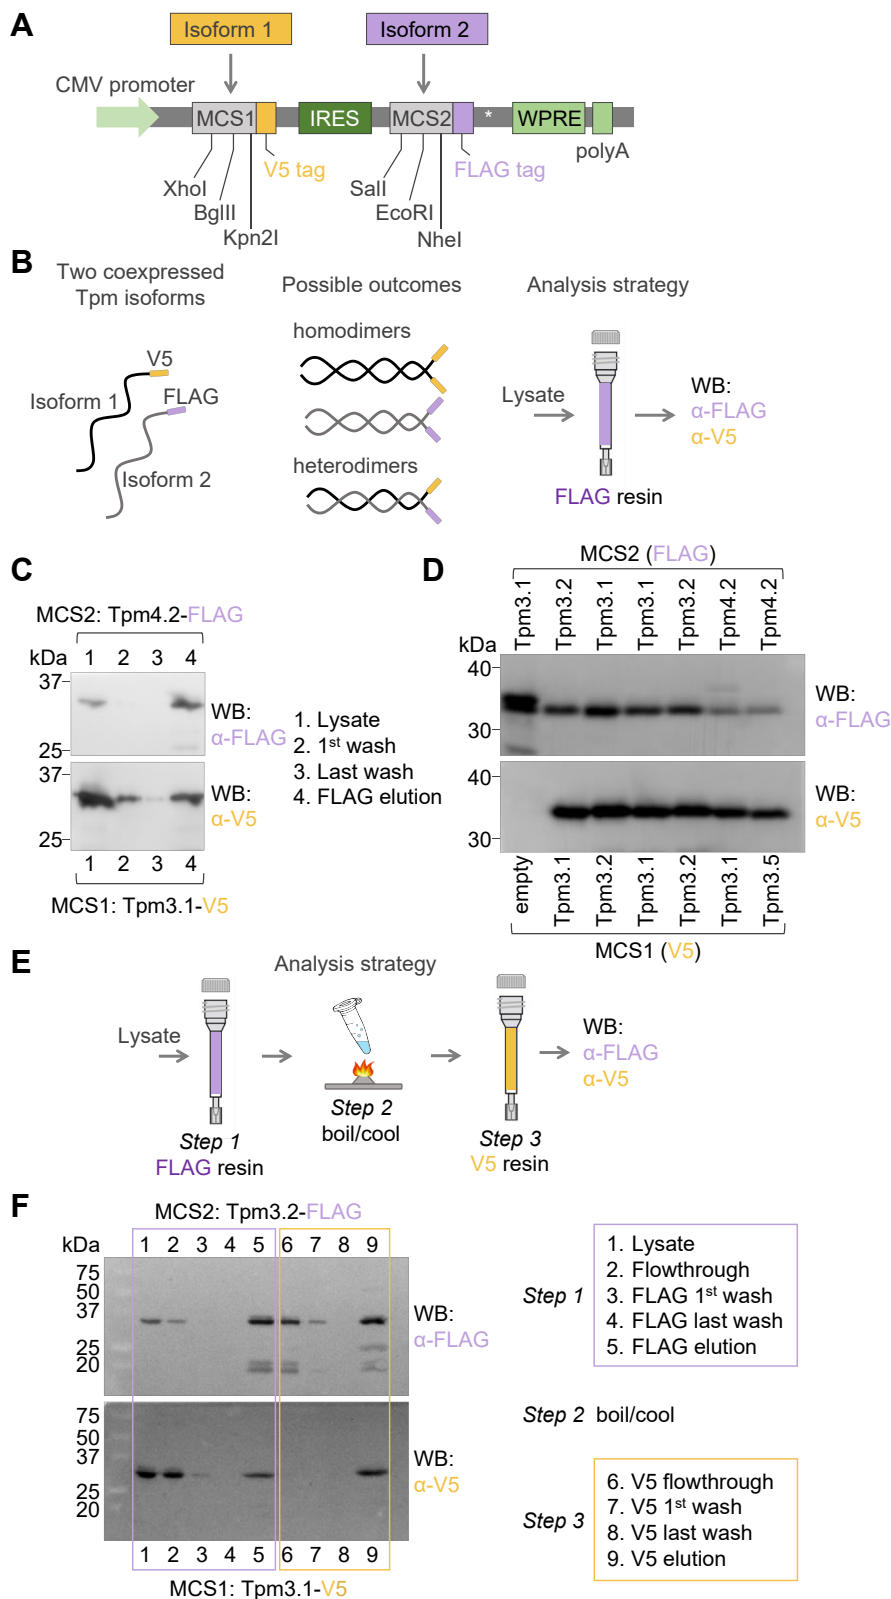 A
Isoform 1
Isoform 2
CMV promoter
MCS1
IRES
MCS2
*
WPRE
polyA
V5 tag
FLAG tag
XhoI
SalI
BglII
EcoRI
Kpn2I
NheI
B
Two coexpressed
Tpm isoforms
Possible outcomes
Analysis strategy
homodimers
V5
FLAG
Isoform 1
Isoform 2
heterodimers
Lysate
WB:
α-FLAG
α-V5
FLAG resin
C
MCS2: Tpm4.2-FLAG
kDa 1 2 3 4
37
25
WB:
α-FLAG
37
25
WB:
α-V5
1 2 3 4
MCS1: Tpm3.1-V5
1. Lysate
2. 1st wash
3. Last wash
4. FLAG elution
D
MCS2 (FLAG)
Tpm3.1 Tpm3.2 Tpm3.1 Tpm3.1 Tpm3.2 Tpm4.2 Tpm4.2
kDa
40
30
WB:
α-FLAG
40
30
WB:
α-V5
empty Tpm3.1 Tpm3.2 Tpm3.1 Tpm3.2 Tpm3.1 Tpm3.5
MCS1 (V5)
E
Analysis strategy
Lysate
Step 1
FLAG resin
Step 2
boil/cool
Step 3
V5 resin
WB:
α-FLAG
α-V5
F
MCS2: Tpm3.2-FLAG
kDa 1 2 3 4 5 6 7 8 9
75
50
37
25
20
WB:
α-FLAG
75
50
37
25
20
WB:
α-V5
1 2 3 4 5 6 7 8 9
MCS1: Tpm3.1-V5
Step 1
1. Lysate
2. Flowthrough
3. FLAG 1st wash
4. FLAG last wash
5. FLAG elution
Step 2 boil/cool
Step 3
6. V5 flowthrough
7. V5 1st wash
8. V5 last wash
9. V5 elution